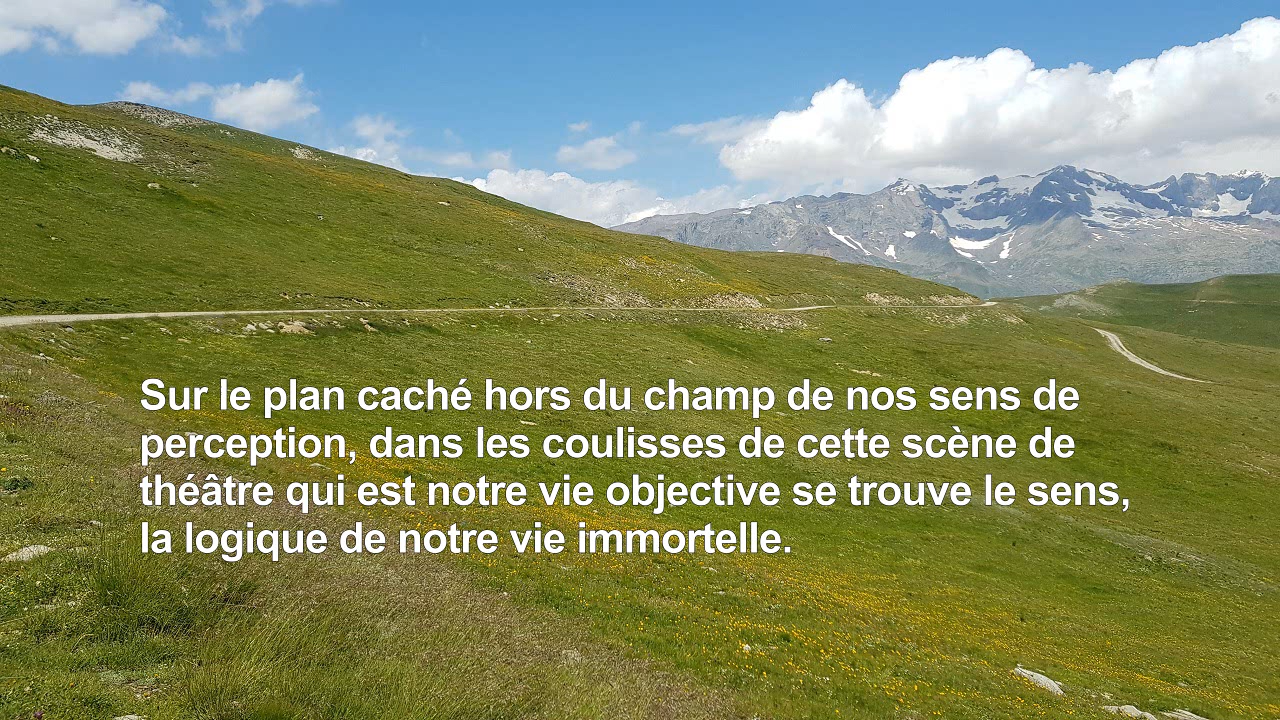 Sur le plan caché hors du champ de nos sens de
perception, dans les coulisses de cette scène de
théâtre qui est notre vie objective se trouve le sens,
la logique de notre vie immortelle.